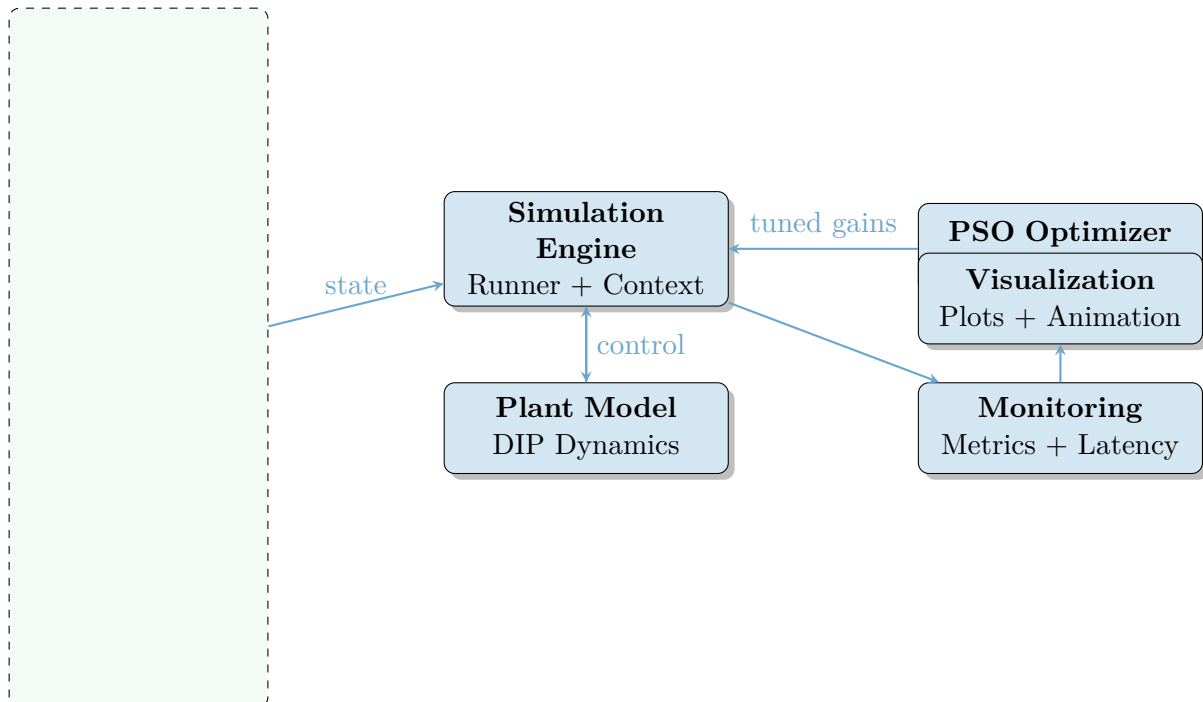 state
Simulation
Engine
Runner + Context
tuned gains
PSO Optimizer
Visualization
Plots + Animation
control
Plant Model
DIP Dynamics
Monitoring
Metrics + Latency